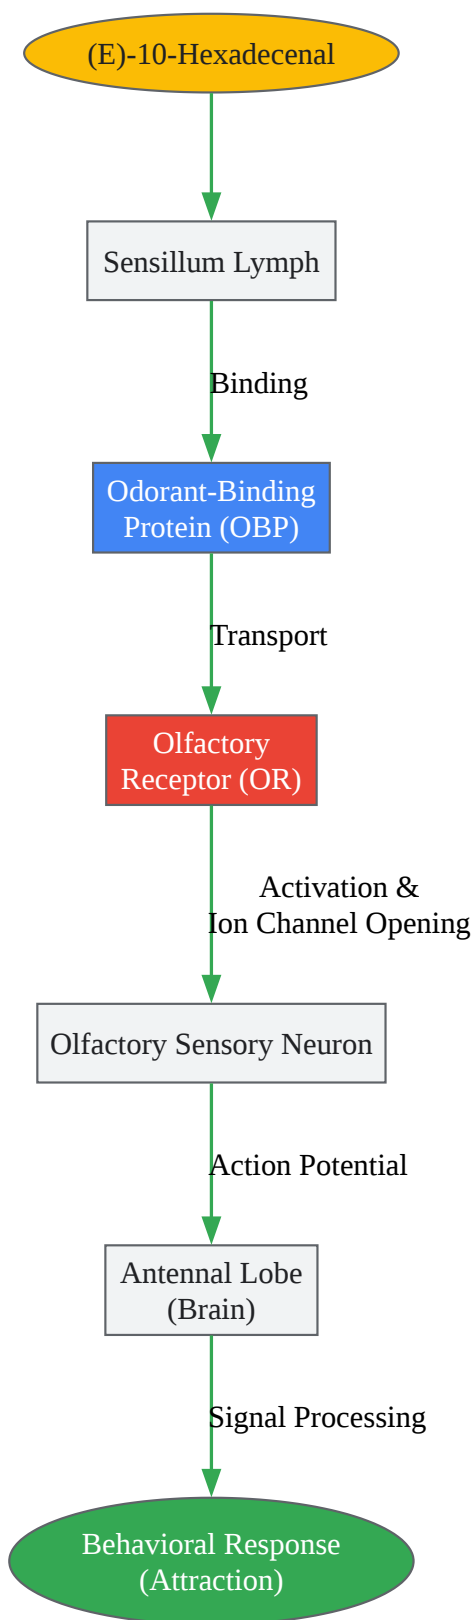 (E)-10-Hexadecenal
Sensillum Lymph
Binding
Odorant-Binding
Protein (OBP)
Transport
Olfactory
Receptor (OR)
Activation &
Ion Channel Opening
Olfactory Sensory Neuron
Action Potential
Antennal Lobe
(Brain)
Signal Processing
Behavioral Response
(Attraction)